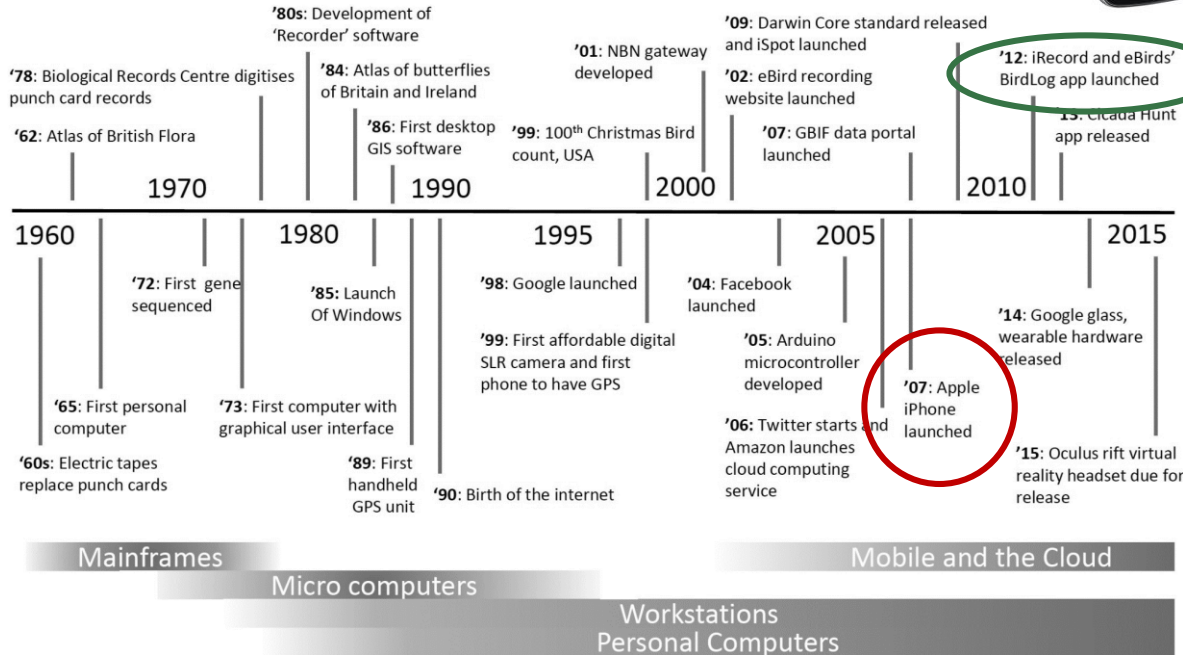 '80s: Development of
'Recorder' software
'09: Darwin Core standard released
and iSpot launched
'01: NBN gateway
developed
'12: iRecord and eBirds'
BirdLog app launched
'78: Biological Records Centre digitises
punch card records
'84: Atlas of butterflies
of Britain and Ireland
'02: eBird recording
website launched
'62: Atlas of British Flora
'86: First desktop
GIS software
'99: 100th Christmas Bird
count, USA
'07: GBIF data portal
launched
'13: Cicada Hunt
app released
1970
1990
2000
2010
1960
1980
1995
2005
2015
'72: First gene
sequenced
'85: Launch
Of Windows
'98: Google launched
'04: Facebook
launched
'99: First affordable digital
SLR camera and first
phone to have GPS
'05: Arduino
microcontroller
developed
'14: Google glass,
wearable hardware
released
'65: First personal
computer
'73: First computer with
graphical user interface
'07: Apple
iPhone
launched
'06: Twitter starts and
Amazon launches
cloud computing
service
'60s: Electric tapes
replace punch cards
'89: First
handheld
GPS unit
'90: Birth of the internet
'15: Oculus rift virtual
reality headset due for
release
Mainframes
Mobile and the Cloud
Micro computers
Workstations
Personal Computers